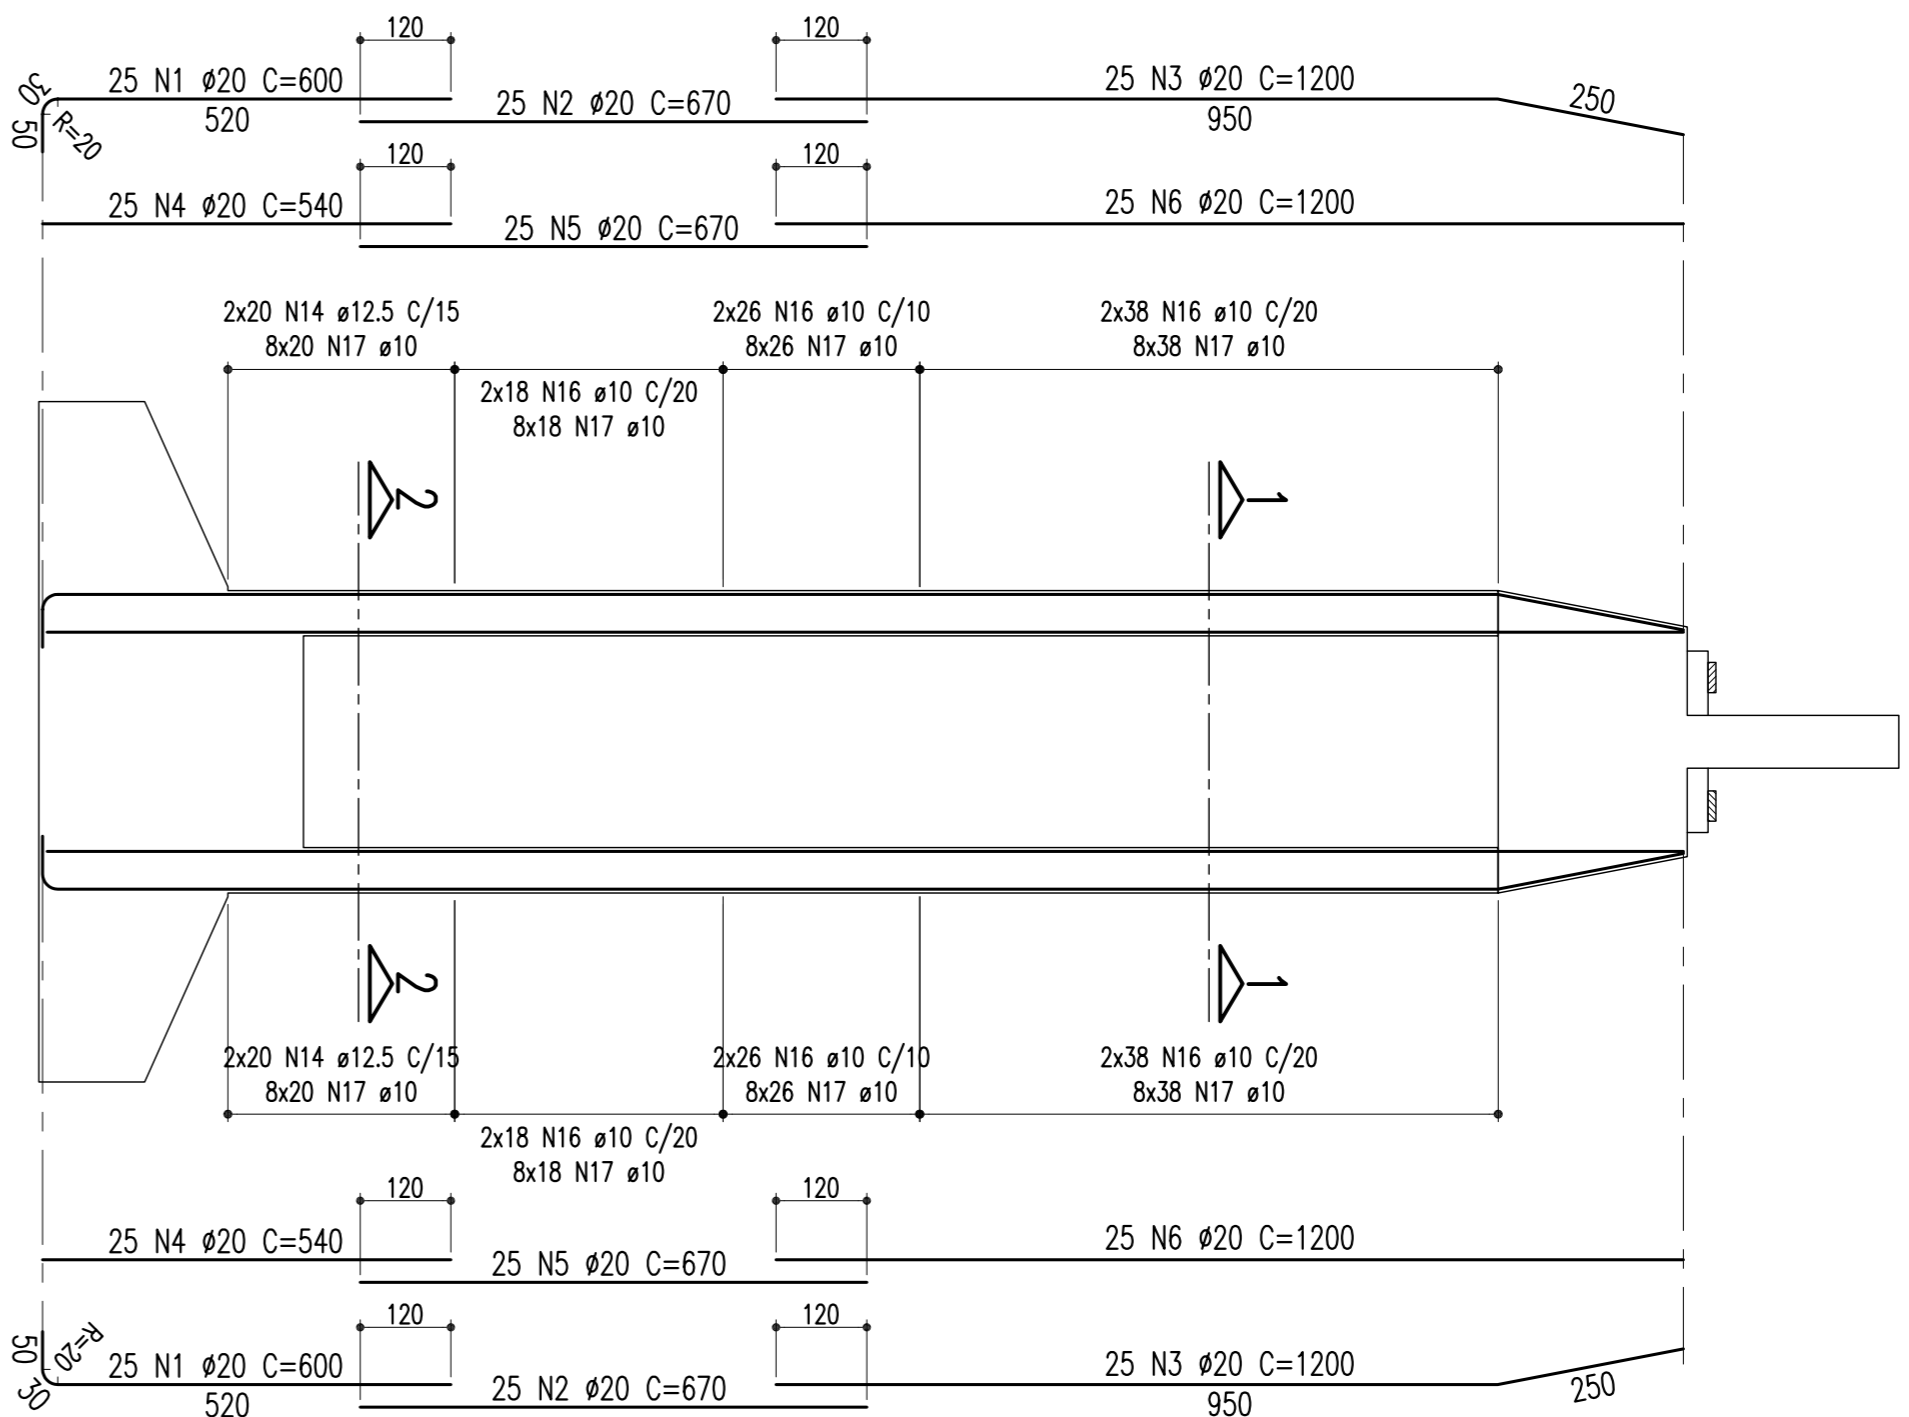 120
120
25 N1 ø20 C=600
25 N3 ø20 C=1200
30
250
25 N2 ø20 C=670
520
950
50
R=20
120
120
25 N4 ø20 C=540
25 N6 ø20 C=1200
25 N5 ø20 C=670
2x20 N14 ø12.5 C/15
8x20 N17 ø10
2x26 N16 ø10 C/10
8x26 N17 ø10
2x38 N16 ø10 C/20
8x38 N17 ø10
2x18 N16 ø10 C/20
8x18 N17 ø10
2
1
2
1
2x20 N14 ø12.5 C/15
8x20 N17 ø10
2x26 N16 ø10 C/10
8x26 N17 ø10
2x38 N16 ø10 C/20
8x38 N17 ø10
2x18 N16 ø10 C/20
8x18 N17 ø10
120
120
25 N4 ø20 C=540
25 N6 ø20 C=1200
25 N5 ø20 C=670
120
120
50
R=20
25 N1 ø20 C=600
25 N3 ø20 C=1200
30
25 N2 ø20 C=670
250
520
950